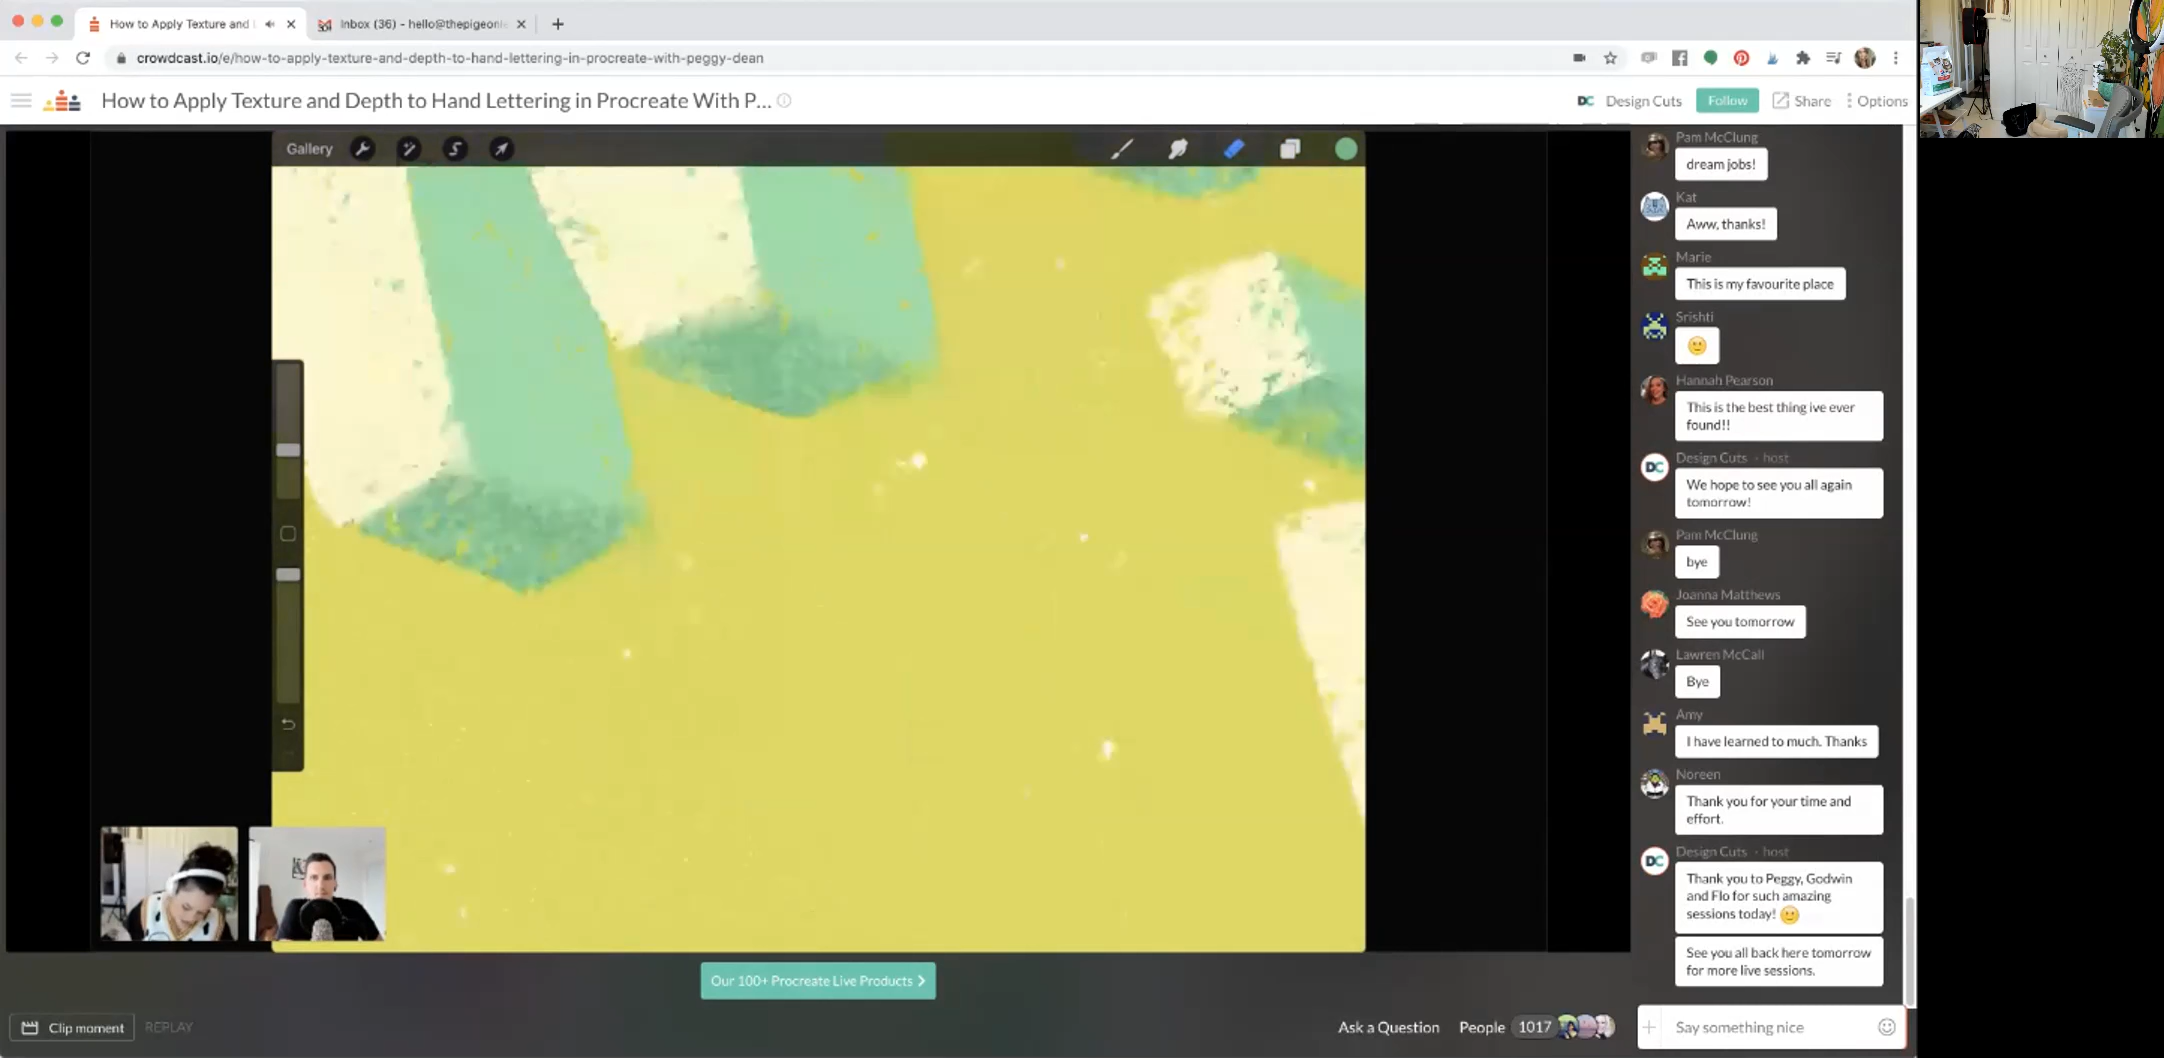 How to Apply Texture and
Inbox (36) - hello@thepigeonle
crowdcast.io/e/how-to-apply-texture-and-depth-to-hand-lettering-in-procreate-with-peggy-dean
How to Apply Texture and Depth to Hand Lettering in Procreate With P...
DC Design Cuts
Follow
Share
Options
Gallery
Pam McClung
dream jobs!
Kat
Aww, thanks!
Marie
This is my favourite place
Srishti
Hannah Pearson
This is the best thing ive ever
found!!
Design Cuts - host
DC
We hope to see you all again
tomorrow!
Pam McClung
bye
Joanna Matthews
See you tomorrow
Lawren McCall
Bye
Amy
I have learned to much. Thanks
Noreen
Thank you for your time and
effort.
Design Cuts - host
DC
Thank you to Peggy, Godwin
and Flo for such amazing
sessions today!
See you all back here tomorrow
for more live sessions.
Our 100+ Procreate Live Products
Clip moment
REPLAY
Ask a Question
People 1017
Say something nice